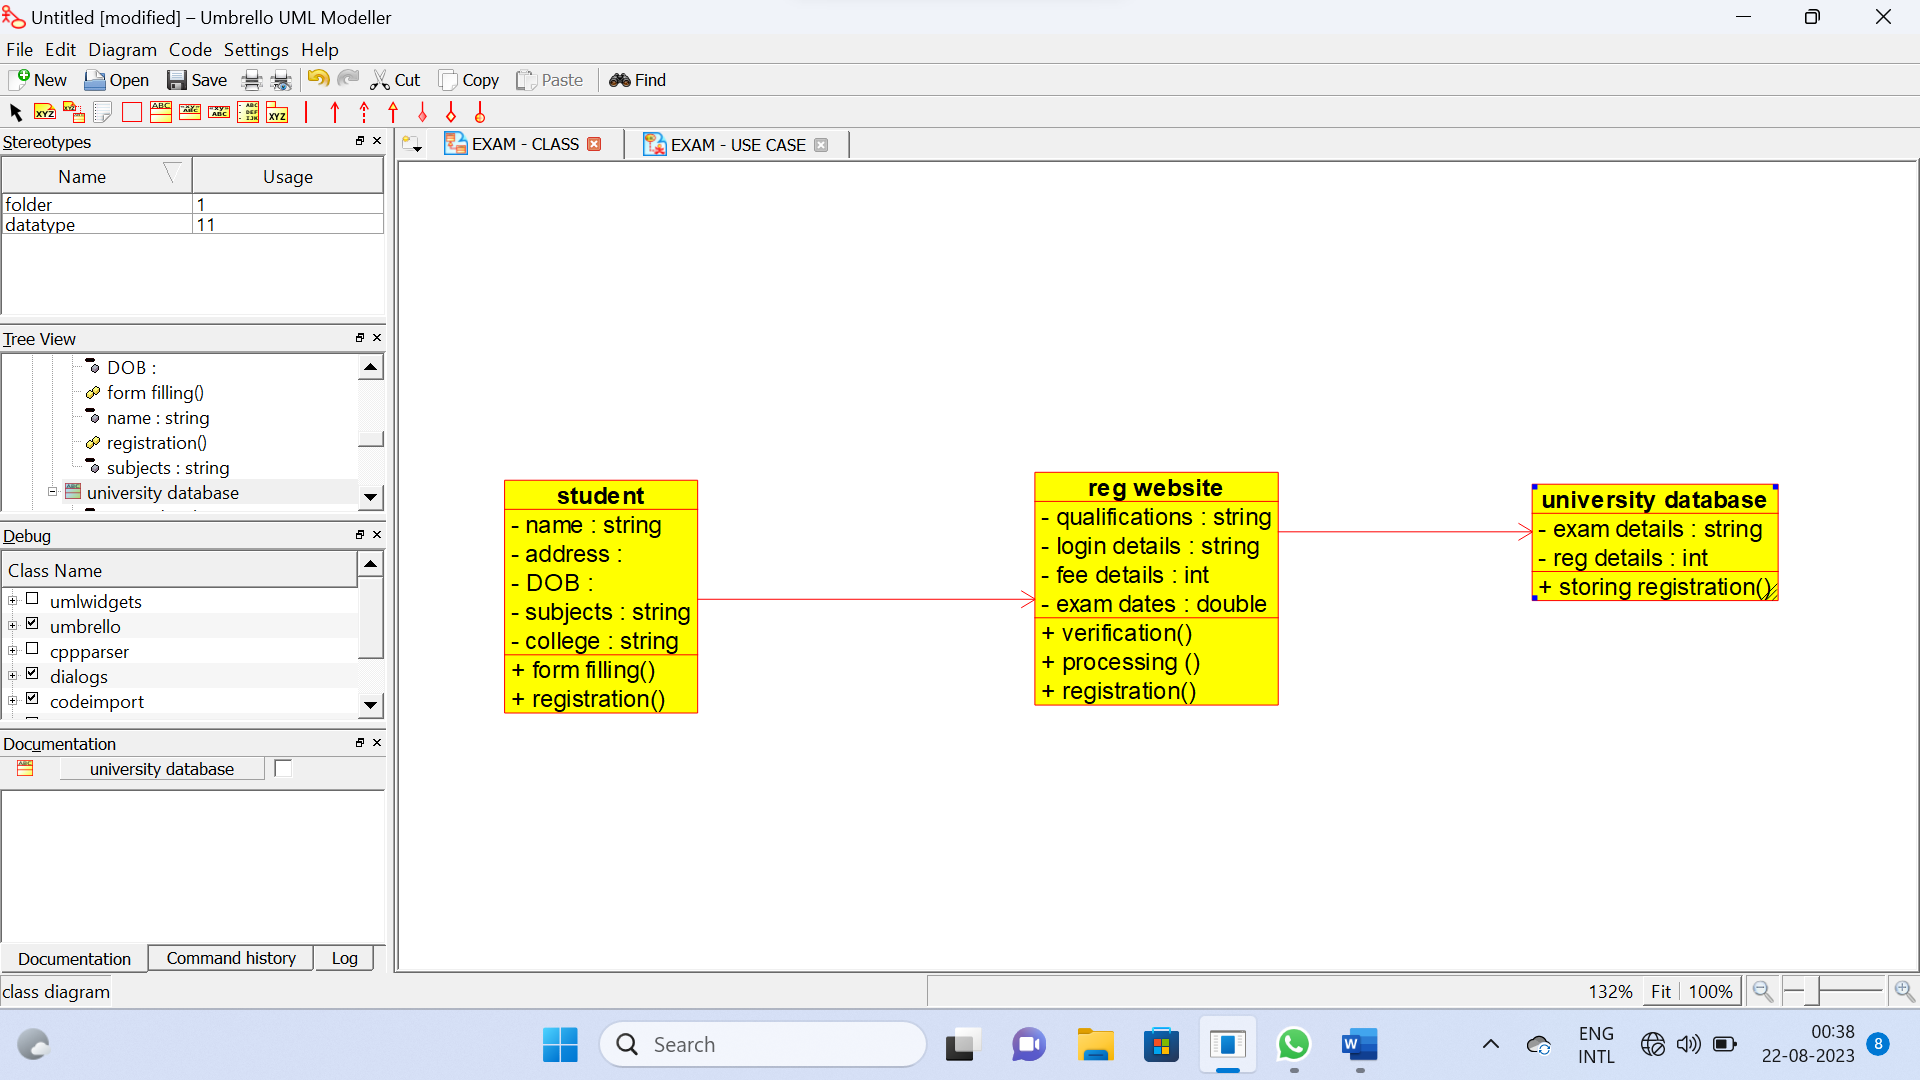 Untitled [modified] – Umbrello UML Modeller
File Edit Diagram Code Settings Help
New Open Save Cut Copy Paste Find
Stereotypes
Name Usage
folder 1
datatype 11
Tree View
DOB :
form filling()
name : string
registration()
subjects : string
university database
Debug
Class Name
umlwidgets
umbrello
cppparser
dialogs
codeimport
Documentation
university database
Documentation Command history Log
class diagram
EXAM - CLASS EXAM - USE CASE
student
- name : string
- address :
- DOB :
- subjects : string
- college : string
+ form filling()
+ registration()
reg website
- qualifications : string
- login details : string
- fee details : int
- exam dates : double
+ verification()
+ processing ()
+ registration()
university database
- exam details : string
- reg details : int
+ storing registration()
132% Fit 100%
Search
ENG
INTL
00:38
22-08-2023
8